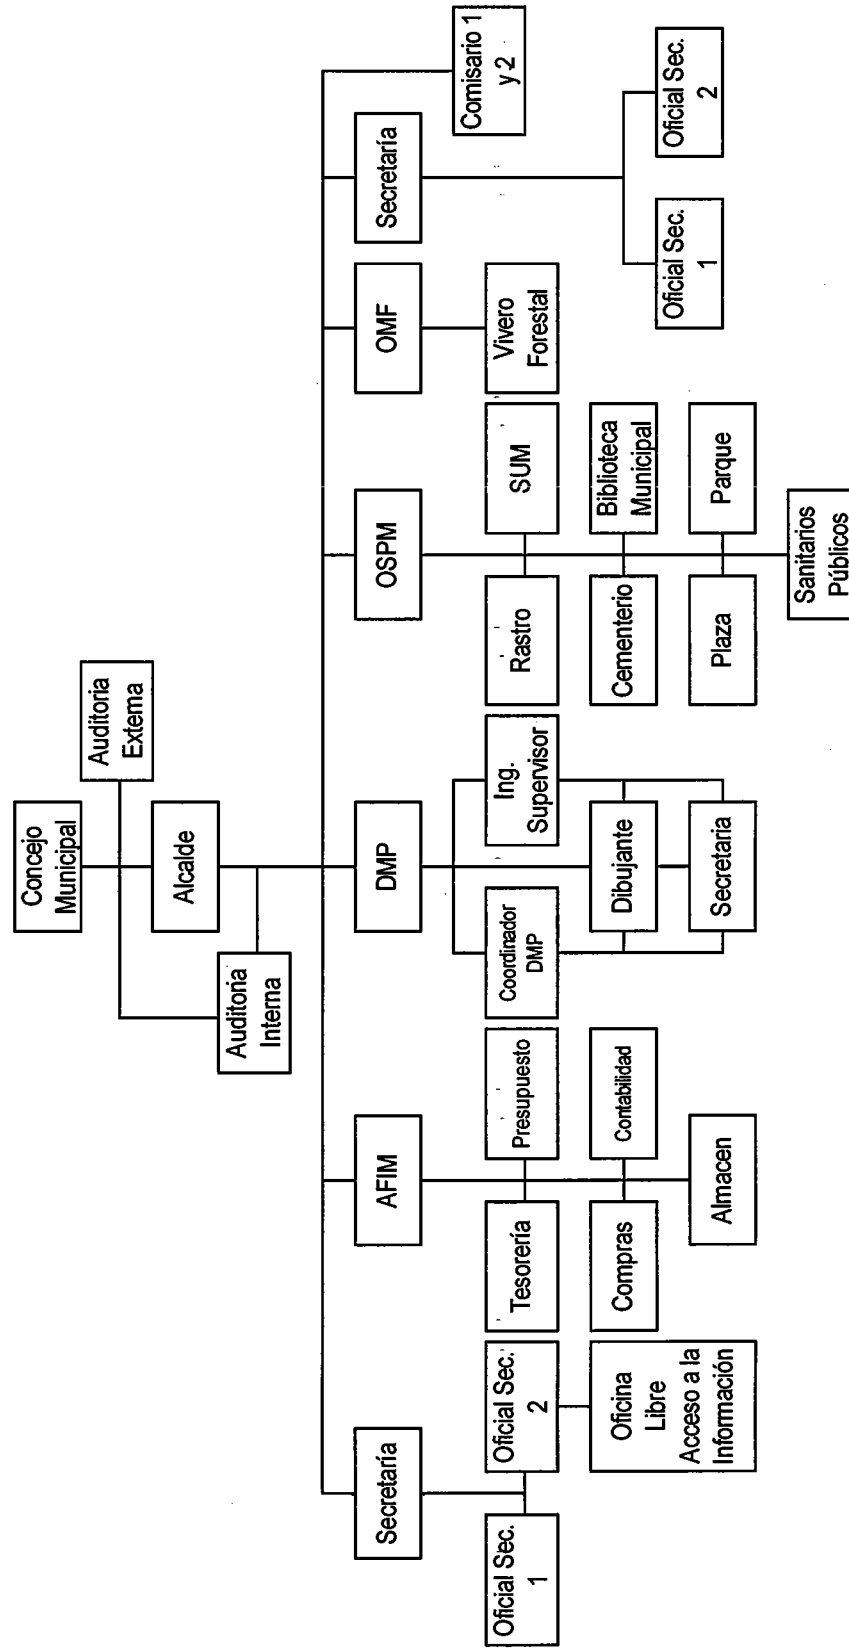 Concejo
Municipal
Auditoria
Externa
Alcalde
Auditoria
Interna
Secretaría
AFIM
DMP
OSPM
OMF
Secretaría
Comisario 1
y 2
Oficial Sec.
1
Oficial Sec.
2
Oficina
Libre
Acceso a la
Información
Tesorería
Presupuesto
Compras
Contabilidad
Almacen
Coordinador
DMP
Ing.
Supervisor
Dibujante
Secretaria
Rastro
SUM
Cementerio
Biblioteca
Municipal
Plaza
Parque
Sanitarios
Públicos
Vivero
Forestal
Oficial Sec.
1
Oficial Sec.
2